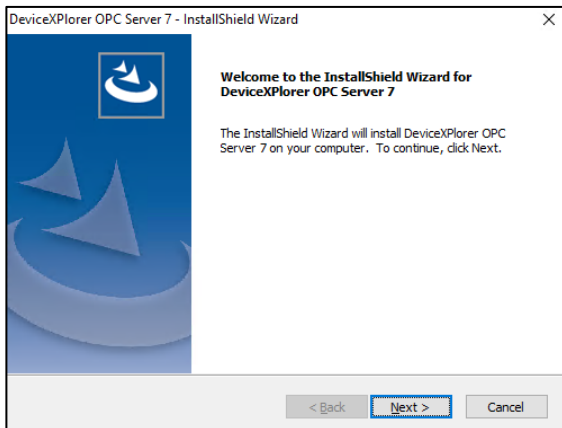 DeviceXPlorer OPC Server 7 - InstallShield Wizard
Welcome to the InstallShield Wizard for
DeviceXPlorer OPC Server 7
The InstallShield Wizard will install DeviceXPlorer OPC
Server 7 on your computer. To continue, click Next.
< Back Next > Cancel